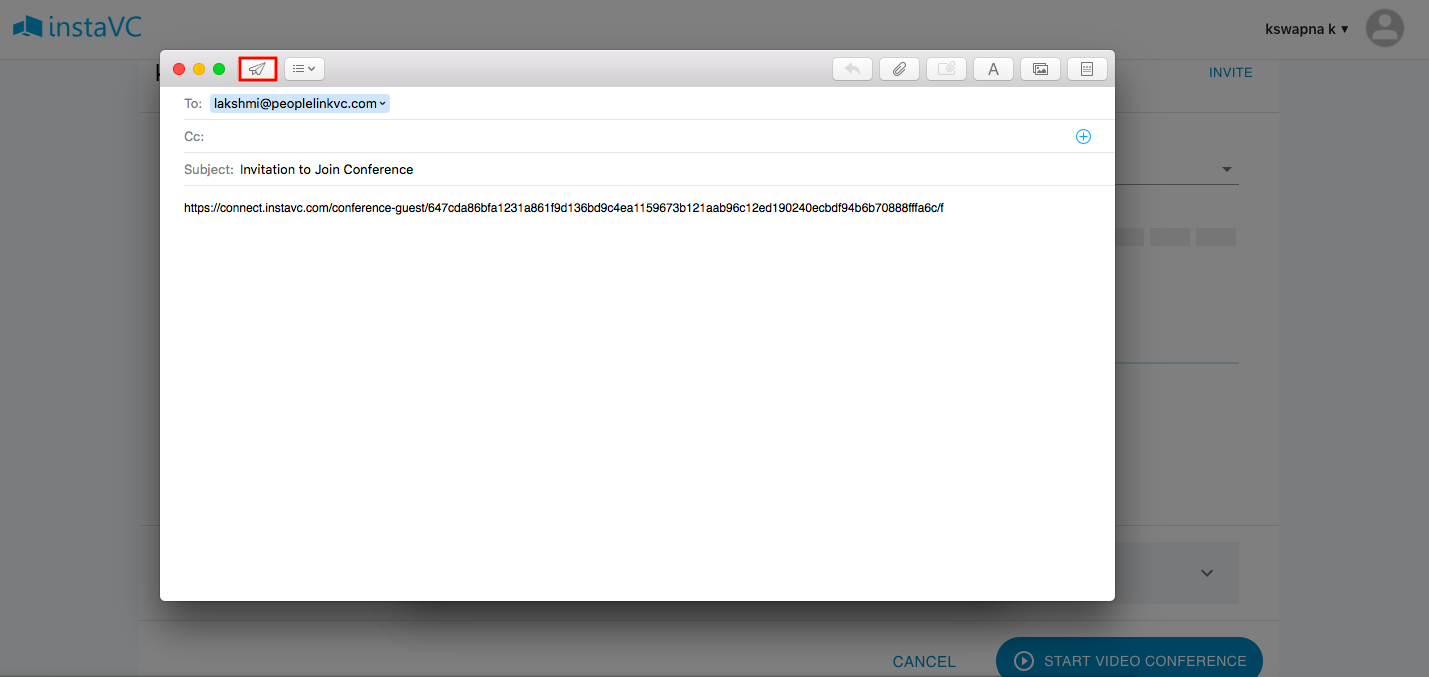 instaVC
kswapna k
INVITE
To: lakshmi@peoplelinkvc.com
Cc:
Subject: Invitation to Join Conference
https://connect.instavc.com/conference-guest/647cda86bfa1231a861f9d136bd9c4ea1159673b121aab96c12ed190240ecbdf94b6b70888fffa6c/f
CANCEL
START VIDEO CONFERENCE